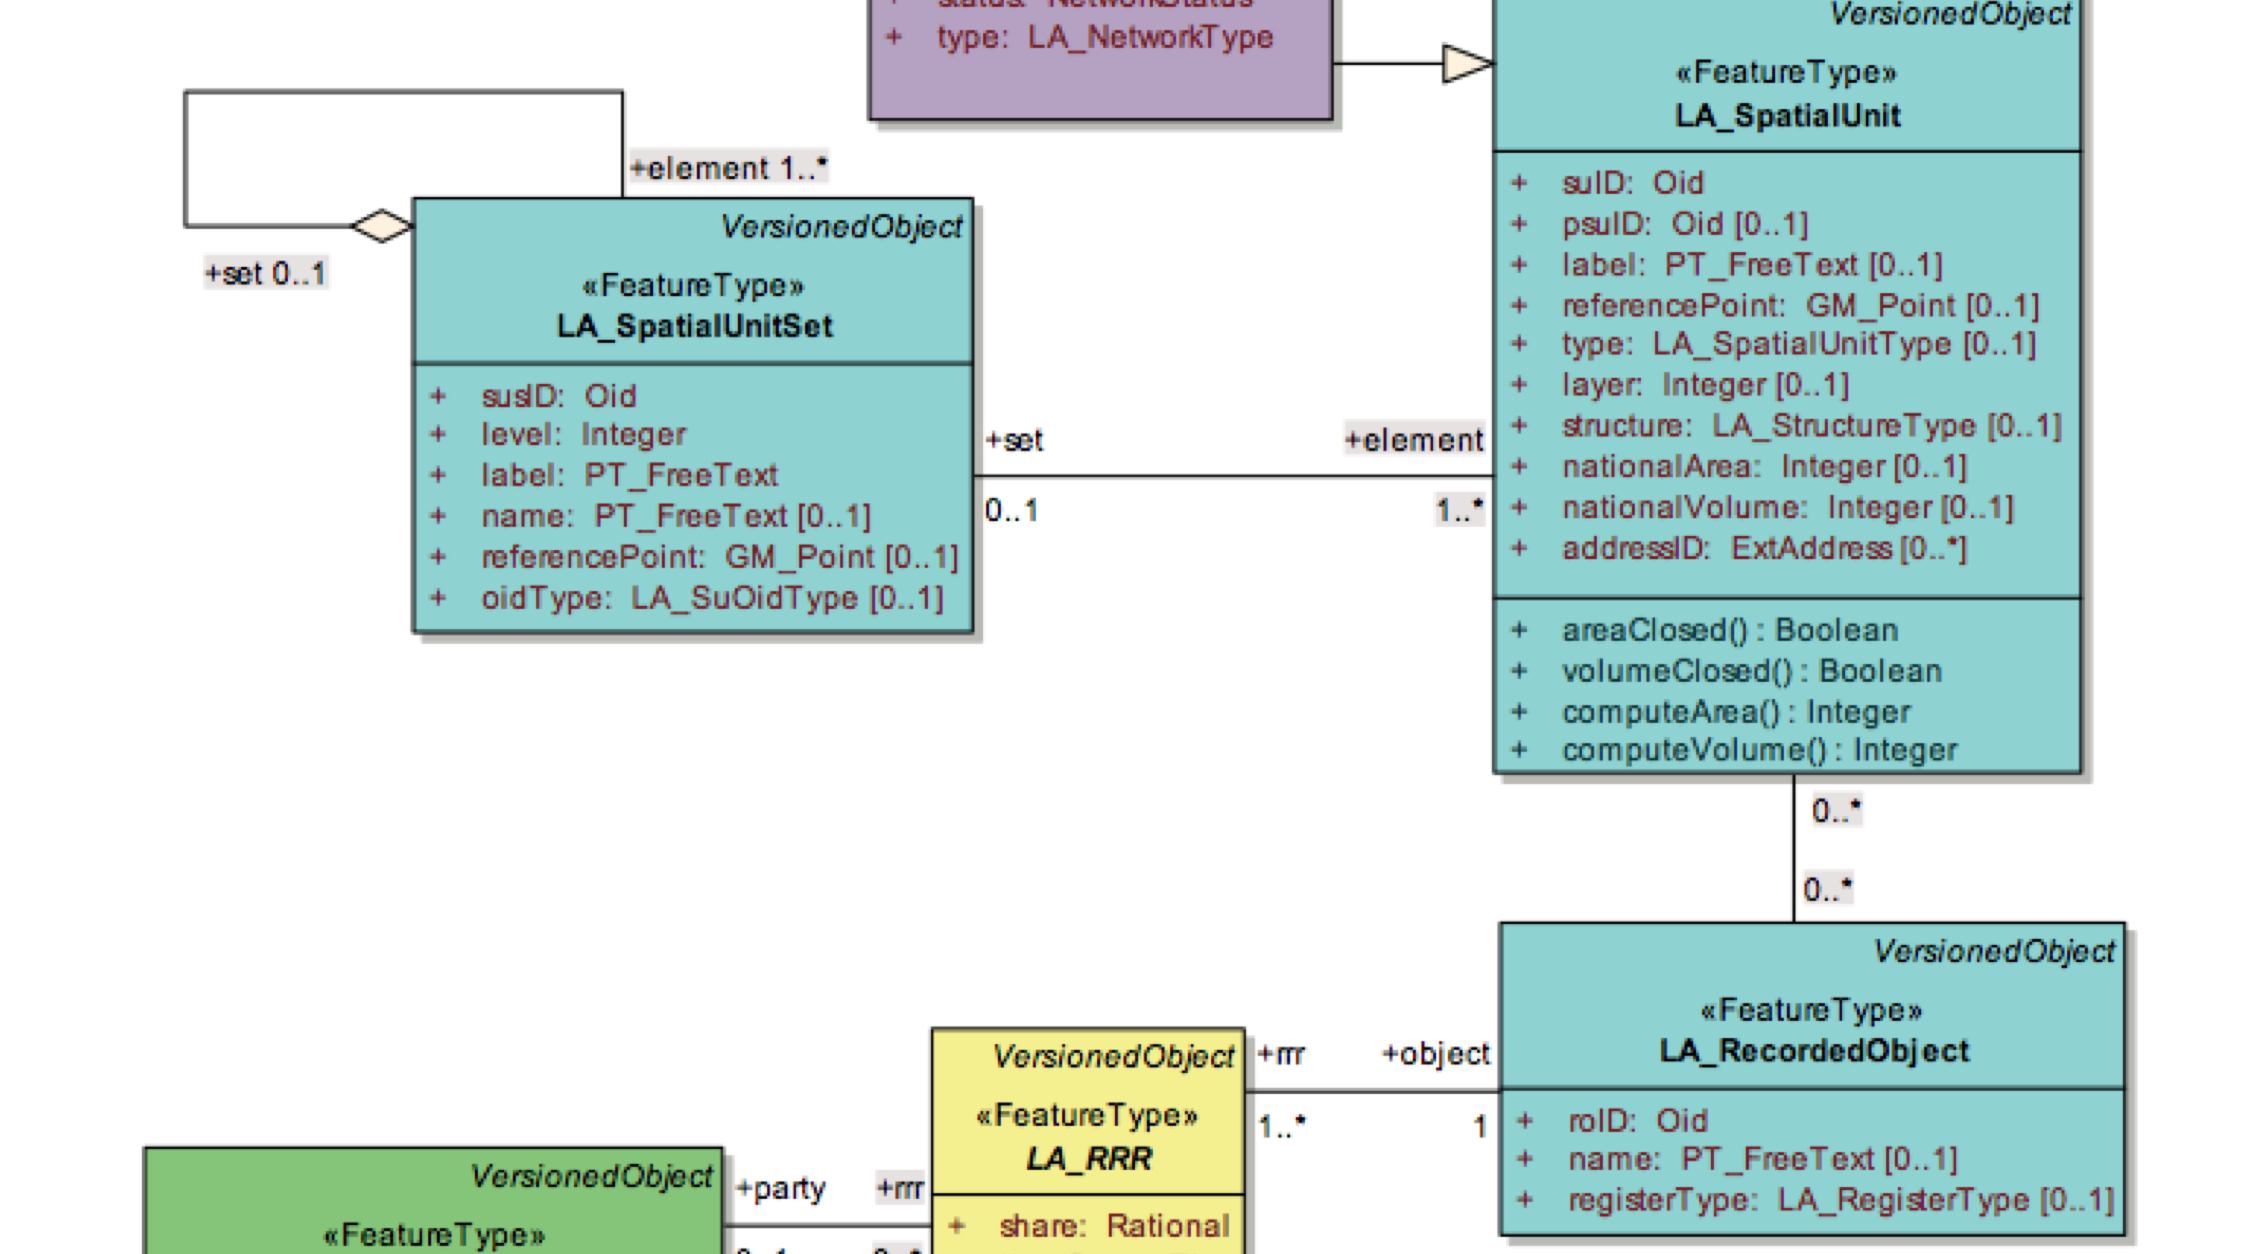 + status: NetworkStatus
+ type: LA_NetworkType
VersionedObject
«FeatureType»
LA_SpatialUnit
+ suID: Oid
+ psuID: Oid [0..1]
+ label: PT_FreeText [0..1]
+ referencePoint: GM_Point [0..1]
+ type: LA_SpatialUnitType [0..1]
+ layer: Integer [0..1]
+ structure: LA_StructureType [0..1]
+ nationalArea: Integer [0..1]
+ nationalVolume: Integer [0..1]
+ addressID: ExtAddress [0..*]
+ areaClosed() : Boolean
+ volumeClosed() : Boolean
+ computeArea() : Integer
+ computeVolume() : Integer
+element 1..*
+set 0..1
VersionedObject
«FeatureType»
LA_SpatialUnitSet
+ susID: Oid
+ level: Integer
+ label: PT_FreeText
+ name: PT_FreeText [0..1]
+ referencePoint: GM_Point [0..1]
+ oidType: LA_SuOidType [0..1]
+set
+element
0..1
1..*
0..*
0..*
VersionedObject
«FeatureType»
LA_RecordedObject
+ roID: Oid
+ name: PT_FreeText [0..1]
+ registerType: LA_RegisterType [0..1]
+rrr
+object
1..*
1
VersionedObject
«FeatureType»
LA_RRR
+ share: Rational
+party
+rrr
VersionedObject
«FeatureType»